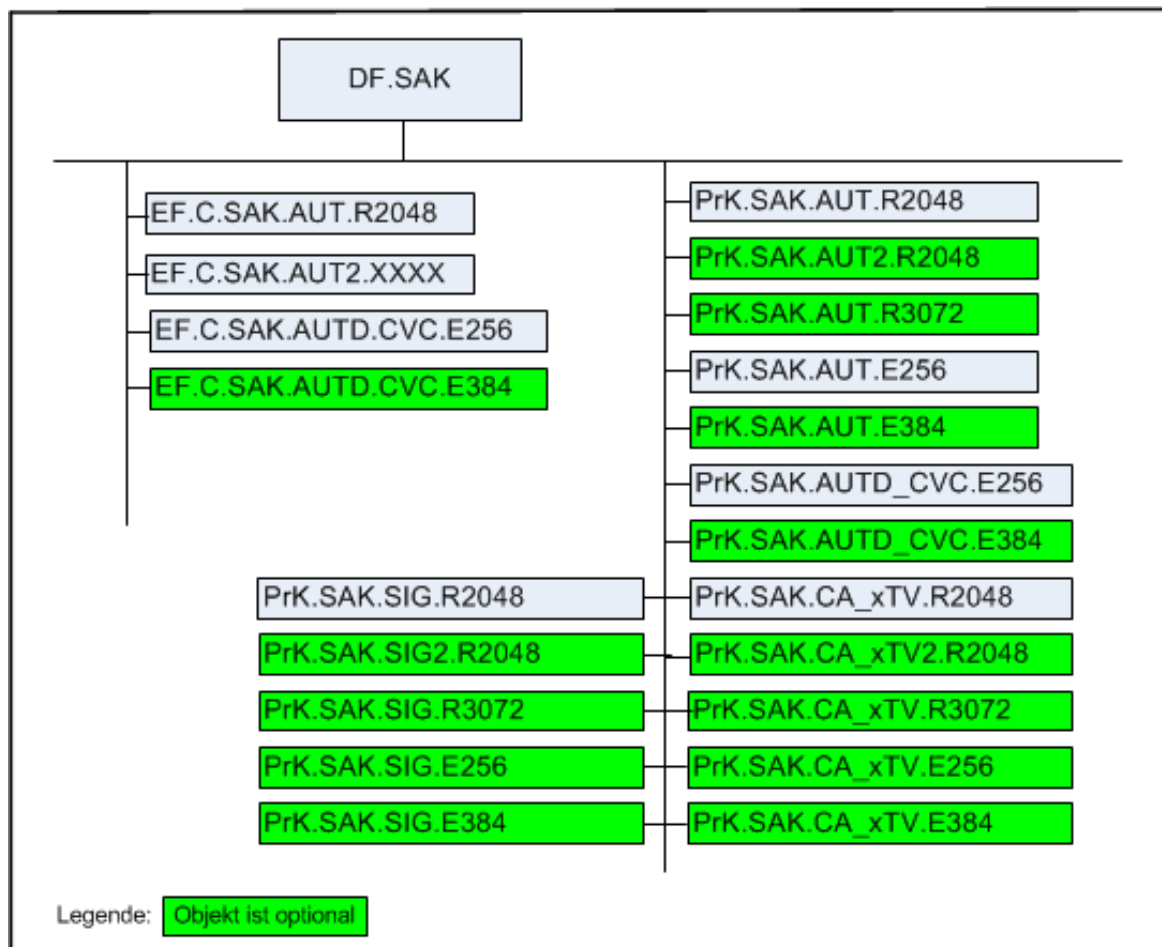 DF.SAK
EF.C.SAK.AUT.R2048
EF.C.SAK.AUT2.XXXX
EF.C.SAK.AUTD.CVC.E256
EF.C.SAK.AUTD.CVC.E384
PrK.SAK.AUT.R2048
PrK.SAK.AUT2.R2048
PrK.SAK.AUT.R3072
PrK.SAK.AUT.E256
PrK.SAK.AUT.E384
PrK.SAK.AUTD_CVC.E256
PrK.SAK.AUTD_CVC.E384
PrK.SAK.SIG.R2048
PrK.SAK.CA_xTV.R2048
PrK.SAK.SIG2.R2048
PrK.SAK.CA_xTV2.R2048
PrK.SAK.SIG.R3072
PrK.SAK.CA_xTV.R3072
PrK.SAK.SIG.E256
PrK.SAK.CA_xTV.E256
PrK.SAK.SIG.E384
PrK.SAK.CA_xTV.E384
Legende: Objekt ist optional